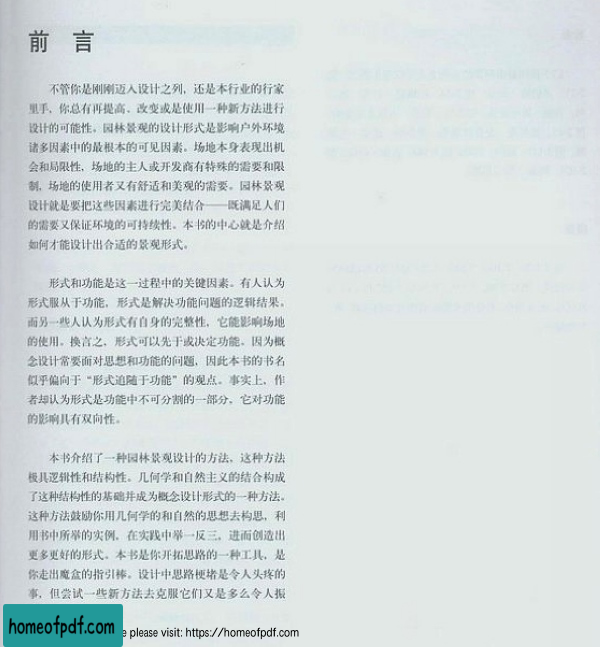 前 言
不管你是刚刚迈入设计之列，还是本行业的行家
里手，你总有再提高、改变或是使用一种新方法进行
设计的可能性。园林景观的设计形式是影响户外环境
诸多因素中的最根本的可见因素。场地本身表现出机
会和局限性，场地的主人或开发商有特殊的需要和限
制，场地的使用者又有舒适和美观的需要。园林景观
设计就是要把这些因素进行完美结合——既满足人们
的需要又保证环境的可持续性。本书的中心就是介绍
如何才能设计出合适的景观形式。
形式和功能是这一过程中的关键因素。有人认为
形式服从于功能，形式是解决功能问题的逻辑结果。
而另一些人认为形式有自身的完整性，它能影响场地
的使用。换言之，形式可以先于或决定功能。因为概
念设计常要面对思想和功能的问题，因此本书的书名
似乎偏向于“形式追随于功能”的观点。事实上，作
者却认为形式是功能中不可分割的一部分，它对功能
的影响具有双向性。
本书介绍了一种园林景观设计的方法，这种方法
极具逻辑性和结构性。几何学和自然主义的结合构成
了这种结构性的基础并成为概念设计形式的一种方法。
这种方法鼓励你用几何学的和自然的思想去构思，利
用书中所举的实例，在实践中举一反三，进而创造出
更多更好的形式。本书是你开拓思路的一种工具，是
你走出魔盒的指引棒。设计中思路梗堵是令人头疼的
事，但尝试一些新方法去克服它们又是多么令人振
homeofpdf.com
e please visit: https://homeofpdf.com